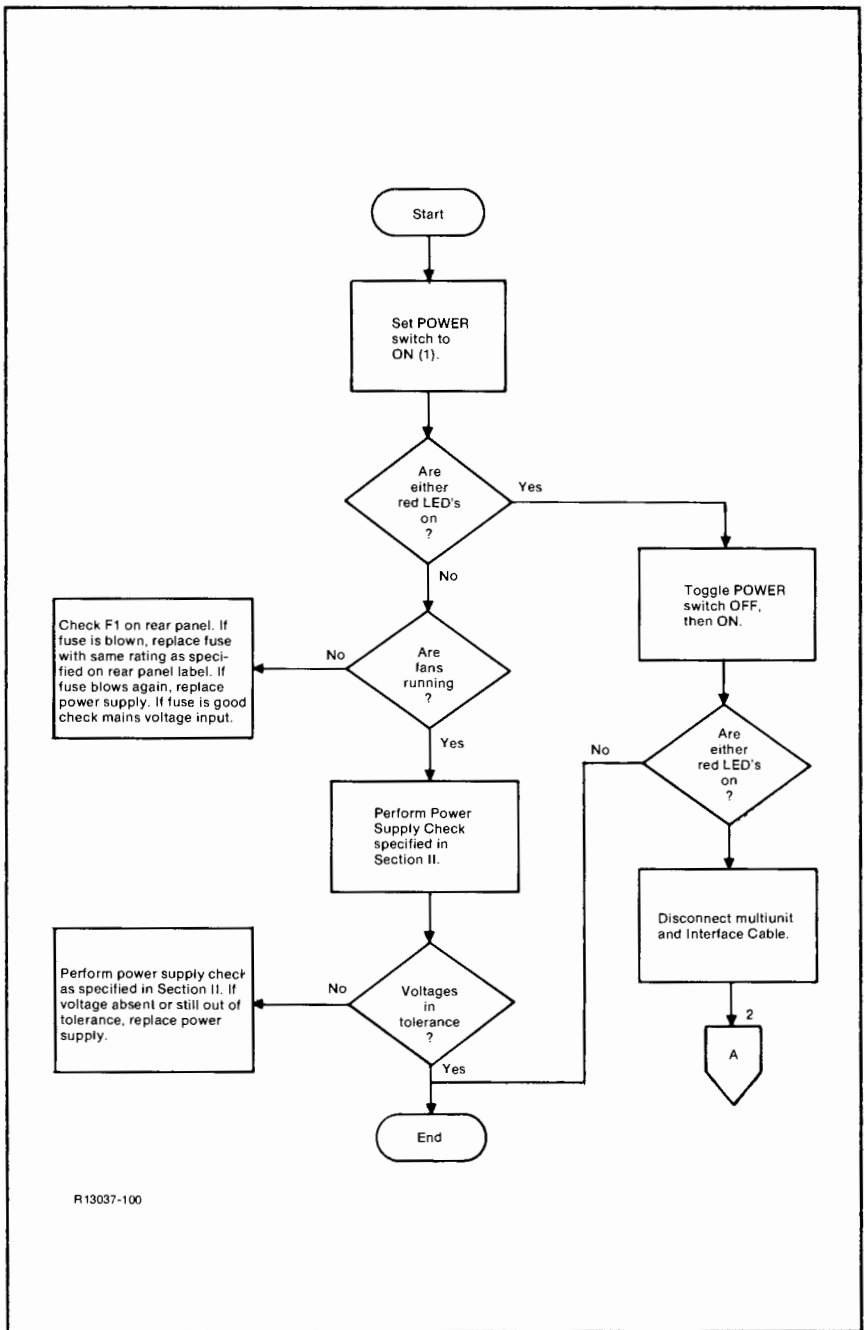 Start
Set POWER
switch to
ON (1).
Are
either
red LED's
on
?
Yes
No
Toggle POWER
switch OFF,
then ON.
Check F1 on rear panel. If
fuse is blown, replace fuse
with same rating as speci-
fied on rear panel label. If
fuse blows again, replace
power supply. If fuse is good
check mains voltage input.
No
Are
fans
running
?
Yes
Are
either
red LED's
on
?
No
Perform Power
Supply Check
specified in
Section II.
Disconnect multiunit
and Interface Cable.
Perform power supply check
as specified in Section II. If
voltage absent or still out of
tolerance, replace power
supply.
No
Voltages
in
tolerance
?
Yes
2
A
End
R13037-100